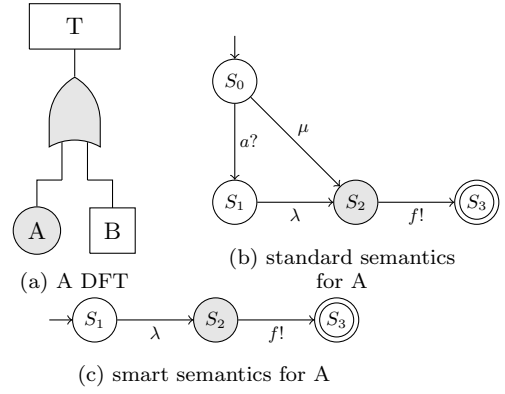 T
A
B
(a) A DFT
S₀
a?
μ
S₁
λ
S₂
f!
S₃
(b) standard semantics
for A
S₁
λ
S₂
f!
S₃
(c) smart semantics for A